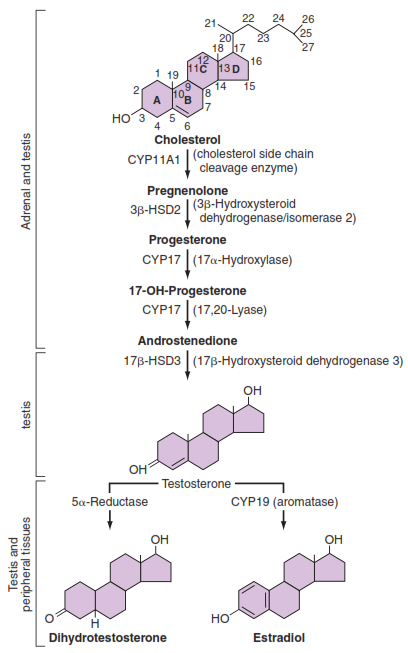 21 22 24 26
20 23 25
27
18 17
12 16
11 C 13 D
1 19 14 15
2 9 8
10
A B 7
HO 3 5
4 6
Cholesterol
CYP11A1 (cholesterol side chain
cleavage enzyme)
Pregnenolone
3β-HSD2 (3β-Hydroxysteroid
dehydrogenase/isomerase 2)
Progesterone
CYP17 (17α-Hydroxylase)
17-OH-Progesterone
CYP17 (17,20-Lyase)
Androstenedione
Adrenal and testis
17β-HSD3 (17β-Hydroxysteroid dehydrogenase 3)
OH
OH
testis
Testosterone
5α-Reductase CYP19 (aromatase)
OH OH
O H HO
Dihydrotestosterone Estradiol
Testis and
peripheral tissues